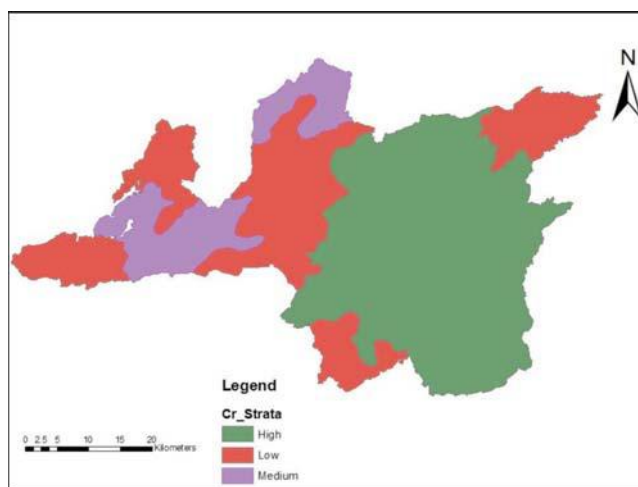 N
Legend
Cr_Strata
High
Low
Medium
0 2.5 5 10 15 20
Kilometers